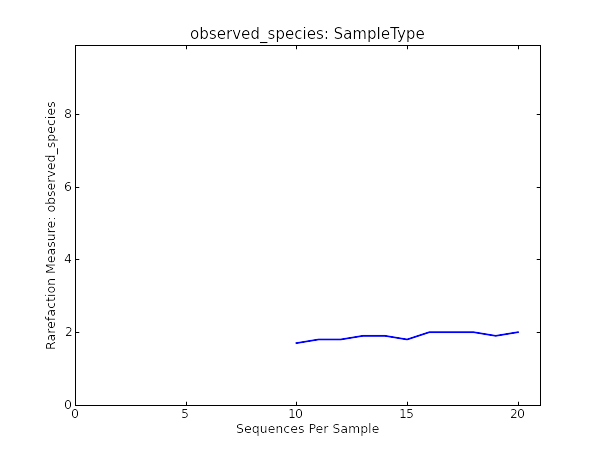 observed_species: SampleType
Rarefaction Measure: observed_species
8
6
4
2
0
0 5 10 15 20
Sequences Per Sample